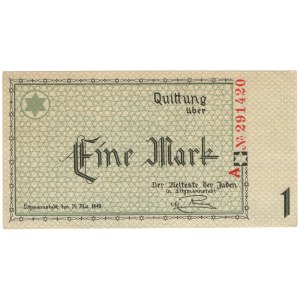 Quittung
über
Eine Mark
Der Aelteste der Juden
in Litzmannstadt
Litzmannstadt, den 15. Mai 1940
A № 291420
1